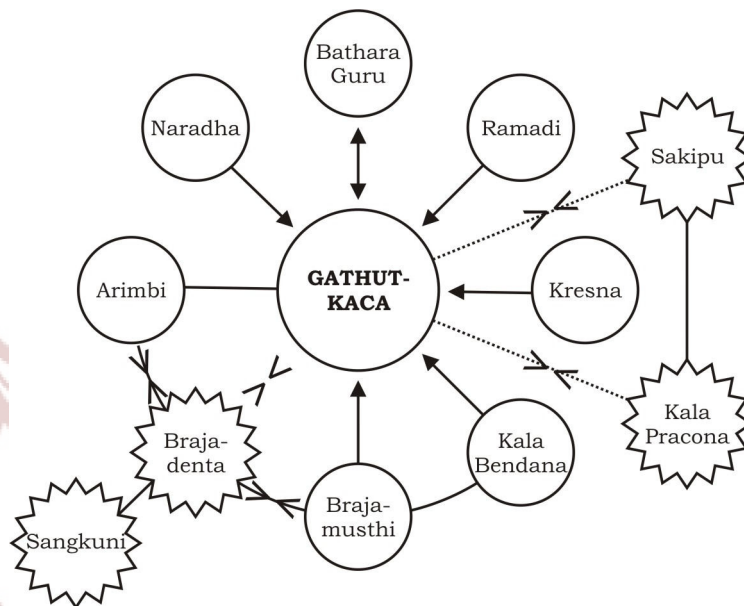 Bathara
Guru
Naradha
Ramadi
Sakipu
Arimbi
GATHUT-
KACA
Kresna
Braja-
denta
Kala
Bendana
Kala
Pracona
Braja-
musthi
Sangkuni